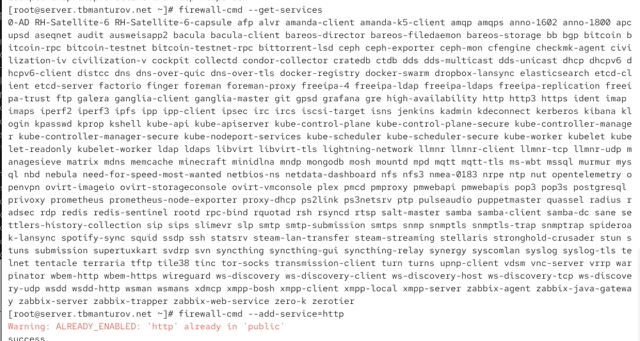 [root@server.tbmanturov.net ~]# firewall-cmd --get-services
0-AD RH-Satellite-6 RH-Satellite-6-capsule afp alvr amanda-client amanda-k5-client amqp amqps anno-1602 anno-1800 apc
upsd aseqnet audit ausweisapp2 bacula bacula-client bareos-director bareos-filedaemon bareos-storage bb bgp bitcoin b
itcoin-rpc bitcoin-testnet bitcoin-testnet-rpc bittorrent-lsd ceph ceph-exporter ceph-mon cfengine checkmk-agent civi
lization-iv civilization-v cockpit collectd condor-collector cratedb ctdb dds dds-multicast dds-unicast dhcp dhcpv6 d
hcpv6-client distcc dns dns-over-quic dns-over-tls docker-registry docker-swarm dropbox-lansync elasticsearch etcd-cl
ient etcd-server factorio finger foreman foreman-proxy freeipa-4 freeipa-ldap freeipa-ldaps freeipa-replication freei
pa-trust ftp galera ganglia-client ganglia-master git gpsd grafana gre high-availability http http3 https ident imap
imaps iperf2 iperf3 ipfs ipp ipp-client ipsec irc ircs iscsi-target isns jenkins kadmin kdeconnect kerberos kibana kl
ogin kpasswd kprop kshell kube-api kube-apiserver kube-control-plane kube-control-plane-secure kube-controller-manage
r kube-controller-manager-secure kube-nodeport-services kube-scheduler kube-scheduler-secure kube-worker kubelet kube
let-readonly kubelet-worker ldap ldaps libvirt libvirt-tls lightning-network llmnr llmnr-client llmnr-tcp llmnr-udp m
anagesieve matrix mdns memcache minecraft minidlna mndp mongodb mosh mountd mpd mqtt mqtt-tls ms-wbt mssql murmur mys
ql nbd nebula need-for-speed-most-wanted netbios-ns netdata-dashboard nfs nfs3 nmea-0183 nrpe ntp nut opentelemetry o
penvpn ovirt-imageio ovirt-storageconsole ovirt-vmconsole plex pmcd pmproxy pmwebapi pmwebapis pop3 pop3s postgresql
privoxy prometheus prometheus-node-exporter proxy-dhcp ps2link ps3netsrv ptp pulseaudio puppetmaster quassel radius r
adsec rdp redis redis-sentinel rootd rpc-bind rquotad rsh rsyncd rtsp salt-master samba samba-client samba-dc sane se
ttlers-history-collection sip sips slimevr slp smtp smtp-submission smtps snmp snmptls snmptls-trap snmptrap spideroa
k-lansync spotify-sync squid ssdp ssh statsrv steam-lan-transfer steam-streaming stellaris stronghold-crusader stun s
tuns submission supertuxkart svdrp svn syncthing syncthing-gui syncthing-relay synergy syscomlan syslog syslog-tls te
lnet tentacle terraria tftp tile38 tinc tor-socks transmission-client turn turns upnp-client vdsm vnc-server vrrp war
pinator wbem-http wbem-https wireguard ws-discovery ws-discovery-client ws-discovery-host ws-discovery-tcp ws-discove
ry-udp wsdd wsdd-http wsman wsmans xdmcp xmpp-bosh xmpp-client xmpp-local xmpp-server zabbix-agent zabbix-java-gatewa
y zabbix-server zabbix-trapper zabbix-web-service zero-k zerotier
[root@server.tbmanturov.net ~]# firewall-cmd --add-service=http
Warning: ALREADY_ENABLED: 'http' already in 'public'
success